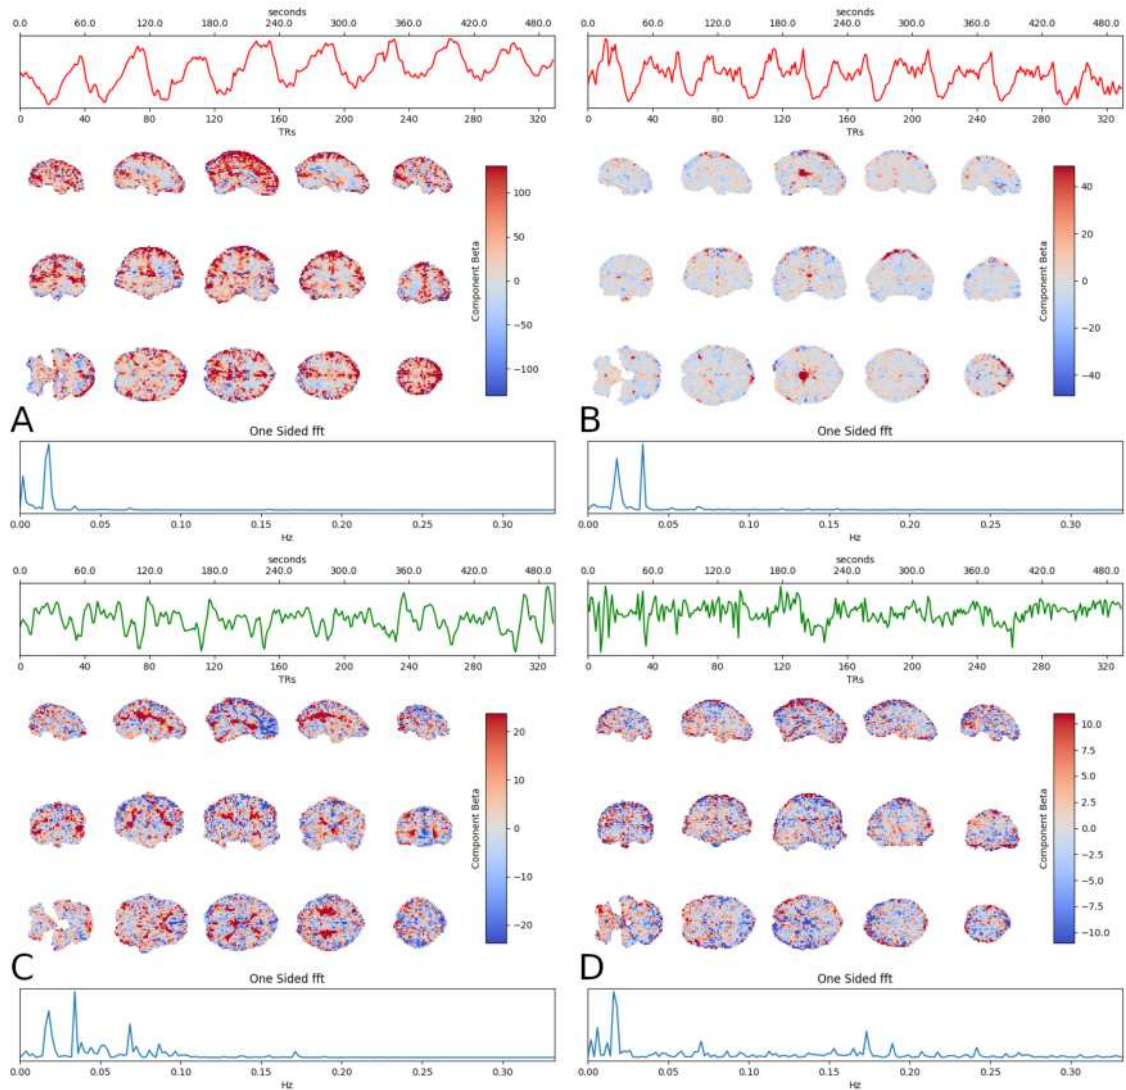 seconds
0.0 60.0 120.0 180.0 240.0 300.0 360.0 420.0 480.0
0 40 80 120 160 200 240 280 320
TRs
100
50
0
−50
−100
Component Beta
A
One Sided fft
0.00 0.05 0.10 0.15 0.20 0.25 0.30
Hz
seconds
0.0 60.0 120.0 180.0 240.0 300.0 360.0 420.0 480.0
0 40 80 120 160 200 240 280 320
TRs
40
20
0
−20
−40
Component Beta
B
One Sided fft
0.00 0.05 0.10 0.15 0.20 0.25 0.30
Hz
seconds
0.0 60.0 120.0 180.0 240.0 300.0 360.0 420.0 480.0
0 40 80 120 160 200 240 280 320
TRs
20
10
0
−10
−20
Component Beta
C
One Sided fft
0.00 0.05 0.10 0.15 0.20 0.25 0.30
Hz
seconds
0.0 60.0 120.0 180.0 240.0 300.0 360.0 420.0 480.0
0 40 80 120 160 200 240 280 320
TRs
10.0
7.5
5.0
2.5
0.0
−2.5
−5.0
−7.5
−10.0
Component Beta
D
One Sided fft
0.00 0.05 0.10 0.15 0.20 0.25 0.30
Hz